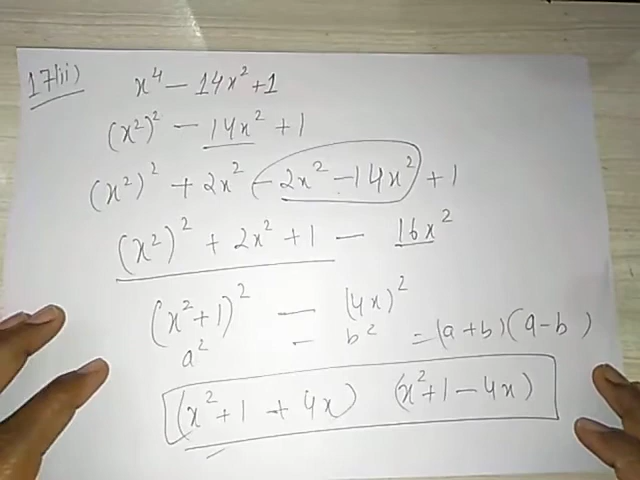 17(ii) x⁴ - 14x² + 1
(x²)² - 14x² + 1
(x²)² + 2x² - 2x² - 14x² + 1
(x²)² + 2x² + 1 - 16x²
(x² + 1)² - (4x)²
a² - b² = (a + b)(a - b)
(x² + 1 + 4x) (x² + 1 - 4x)